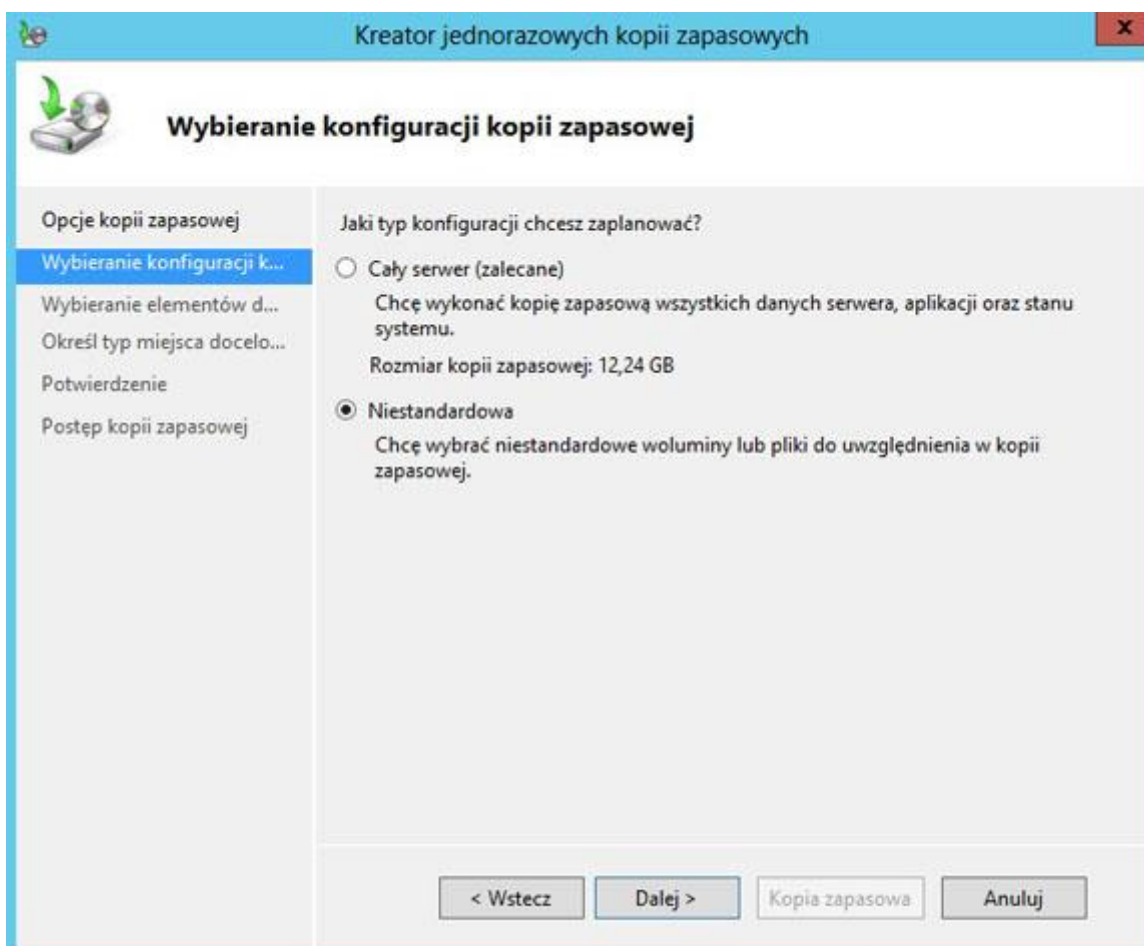 Kreator jednorazowych kopii zapasowych
x
Wybieranie konfiguracji kopii zapasowej
Opcje kopii zapasowej
Wybieranie konfiguracji k...
Wybieranie elementów d...
Określ typ miejsca docelo...
Potwierdzenie
Postęp kopii zapasowej
Jaki typ konfiguracji chcesz zaplanować?
Cały serwer (zalecane)
Chcę wykonać kopię zapasową wszystkich danych serwera, aplikacji oraz stanu
systemu.
Rozmiar kopii zapasowej: 12,24 GB
Niestandardowa
Chcę wybrać niestandardowe woluminy lub pliki do uwzględnienia w kopii
zapasowej.
< Wstecz
Dalej >
Kopia zapasowa
Anuluj